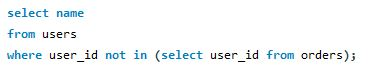 select name
from users
where user_id not in (select user_id from orders);